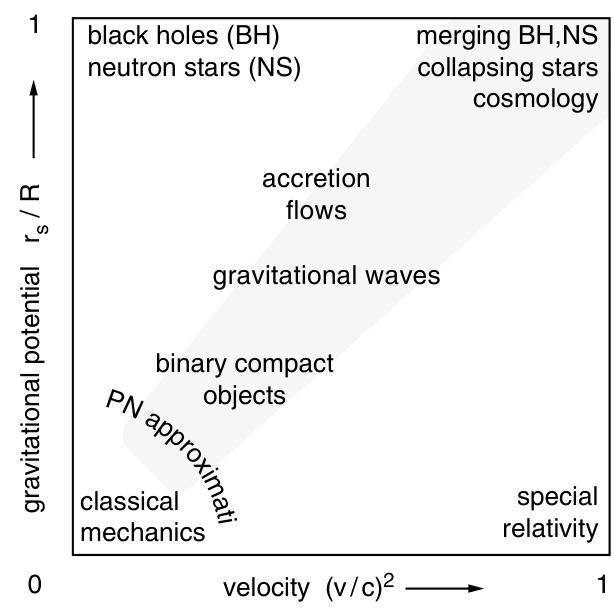 1
black holes (BH)
neutron stars (NS)
merging BH,NS
collapsing stars
cosmology
accretion
flows
gravitational waves
binary compact
objects
PN approximati
classical
mechanics
special
relativity
gravitational potential r_s / R
0
velocity (v/c)²
1